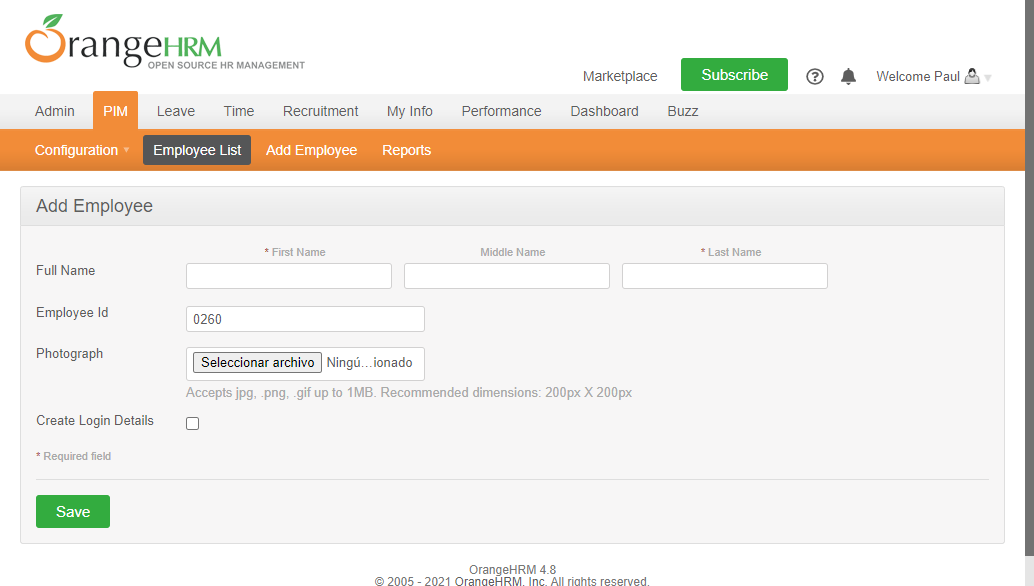 OrangeHRM
OPEN SOURCE HR MANAGEMENT
Marketplace Subscribe ? Welcome Paul
Admin PIM Leave Time Recruitment My Info Performance Dashboard Buzz
Configuration Employee List Add Employee Reports
Add Employee
* First Name Middle Name * Last Name
Full Name
Employee Id 0260
Photograph Seleccionar archivo Ningú...ionado
Accepts jpg, .png, .gif up to 1MB. Recommended dimensions: 200px X 200px
Create Login Details
* Required field
Save
OrangeHRM 4.8
© 2005 - 2021 OrangeHRM, Inc. All rights reserved.